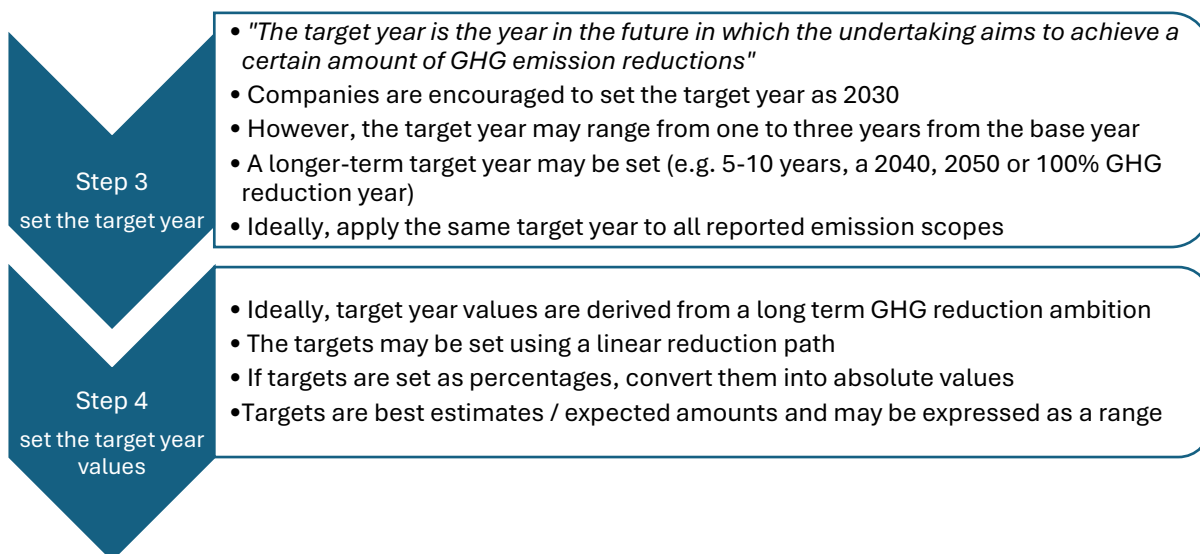 Step 3
set the target year
• "The target year is the year in the future in which the undertaking aims to achieve a
certain amount of GHG emission reductions"
• Companies are encouraged to set the target year as 2030
• However, the target year may range from one to three years from the base year
• A longer-term target year may be set (e.g. 5-10 years, a 2040, 2050 or 100% GHG
reduction year)
• Ideally, apply the same target year to all reported emission scopes
Step 4
set the target year
values
• Ideally, target year values are derived from a long term GHG reduction ambition
• The targets may be set using a linear reduction path
• If targets are set as percentages, convert them into absolute values
•Targets are best estimates / expected amounts and may be expressed as a range